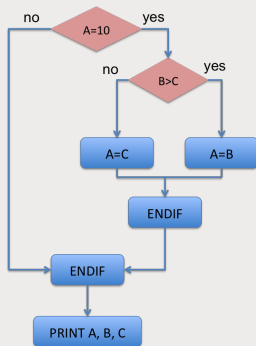 no
A=10
yes
no
B>C
yes
A=C
A=B
ENDIF
ENDIF
PRINT A, B, C